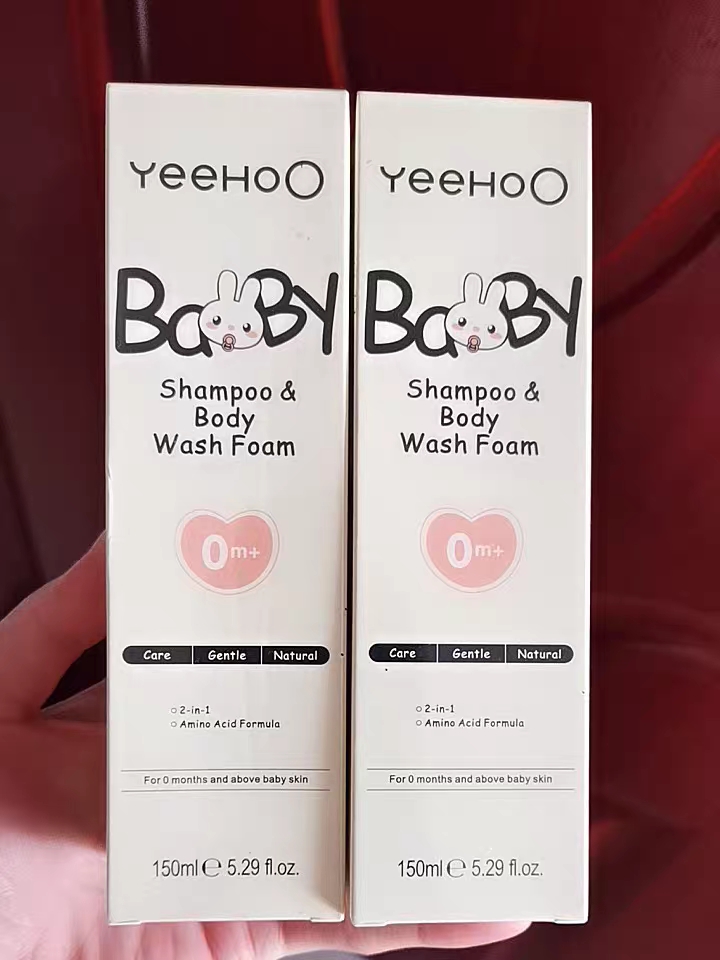 YeeHoO
BaBy
Shampoo &
Body
Wash Foam
0m+
Care Gentle Natural
2-in-1
Amino Acid Formula
For 0 months and above baby skin
150ml ℮ 5.29 fl.oz.
YeeHoO
BaBy
Shampoo &
Body
Wash Foam
0m+
Care Gentle Natural
2-in-1
Amino Acid Formula
For 0 months and above baby skin
150ml ℮ 5.29 fl.oz.